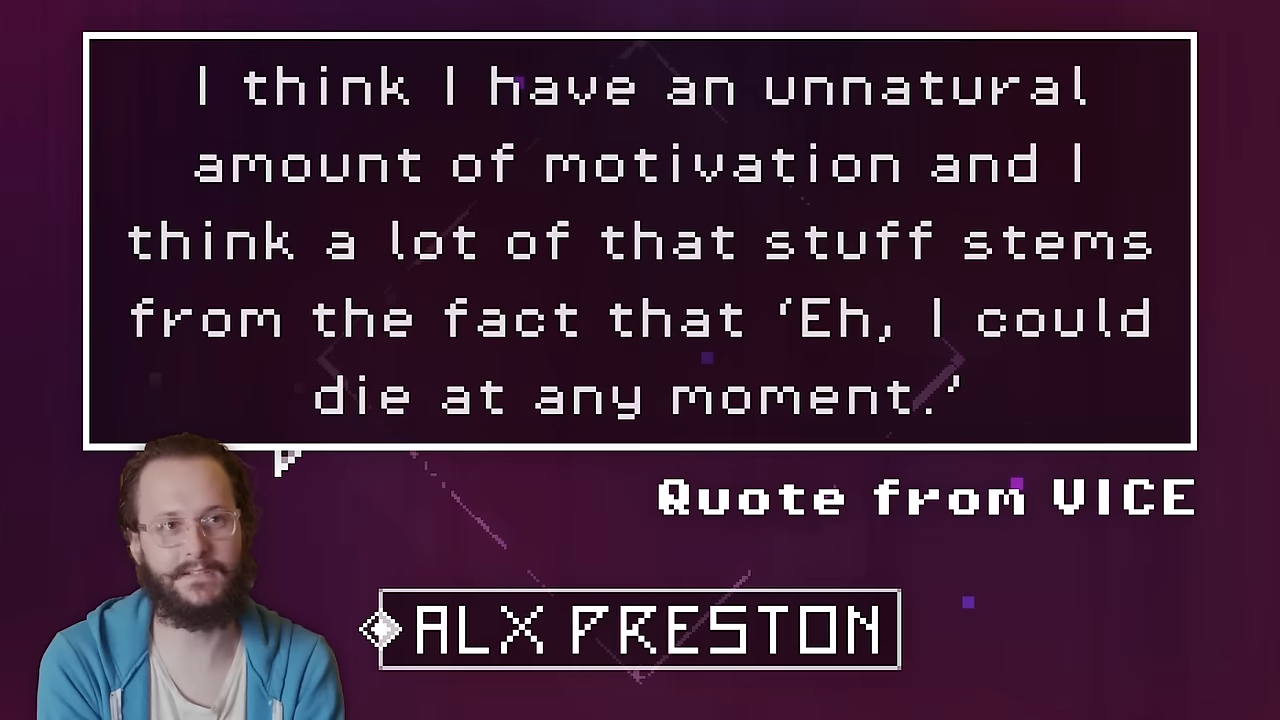 I think I have an unnatural
amount of motivation and I
think a lot of that stuff stems
from the fact that ‘Eh, I could
die at any moment.’
Quote from VICE
ALX PRESTON